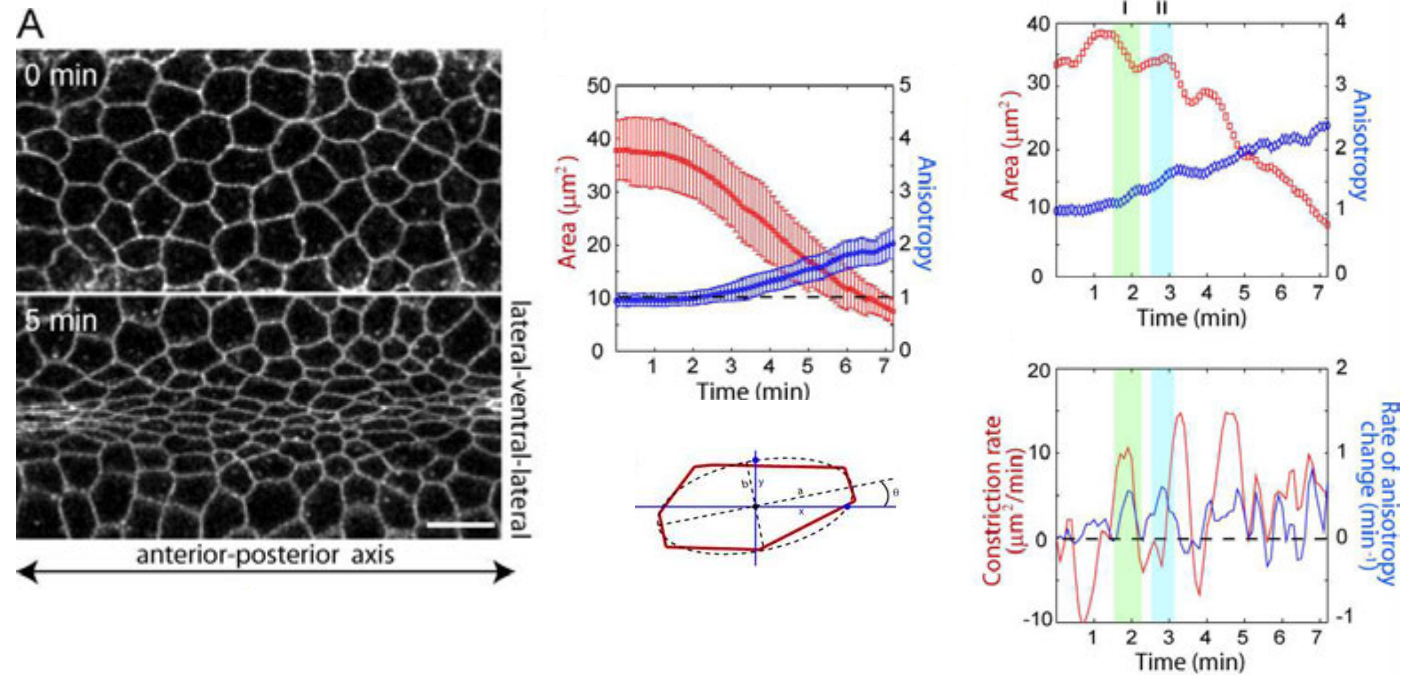 A
0 min
5 min
lateral-ventral-lateral
anterior-posterior axis
50
40
30
20
10
0
Area (μm²)
5
4
3
2
1
0
Anisotropy
1 2 3 4 5 6 7
Time (min)
b y
a
x
θ
I II
40
30
20
10
0
Area (μm²)
4
3
2
1
0
Anisotropy
1 2 3 4 5 6 7
Time (min)
20
10
0
-10
Constriction rate
(μm²/min)
2
1
0
-1
Rate of anisotropy
change (min⁻¹)
1 2 3 4 5 6 7
Time (min)